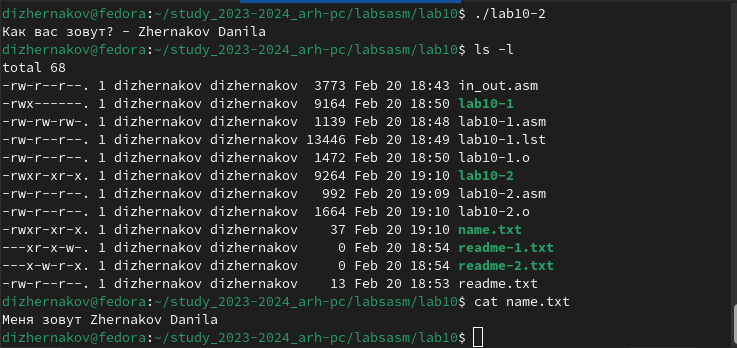 dizhernakov@fedora:~/study_2023-2024_arh-pc/labsasm/lab10$ ./lab10-2
Как вас зовут? - Zhernakov Danila
dizhernakov@fedora:~/study_2023-2024_arh-pc/labsasm/lab10$ ls -l
total 68
-rw-r--r--. 1 dizhernakov dizhernakov  3773 Feb 20 18:43 in_out.asm
-rwx------. 1 dizhernakov dizhernakov  9164 Feb 20 18:50 lab10-1
-rw-rw-rw-. 1 dizhernakov dizhernakov  1139 Feb 20 18:48 lab10-1.asm
-rw-r--r--. 1 dizhernakov dizhernakov 13446 Feb 20 18:49 lab10-1.lst
-rw-r--r--. 1 dizhernakov dizhernakov  1472 Feb 20 18:50 lab10-1.o
-rwxr-xr-x. 1 dizhernakov dizhernakov  9264 Feb 20 19:10 lab10-2
-rw-r--r--. 1 dizhernakov dizhernakov   992 Feb 20 19:09 lab10-2.asm
-rw-r--r--. 1 dizhernakov dizhernakov  1664 Feb 20 19:10 lab10-2.o
-rwxr-xr-x. 1 dizhernakov dizhernakov    37 Feb 20 19:10 name.txt
---xr-x-w-. 1 dizhernakov dizhernakov     0 Feb 20 18:54 readme-1.txt
---x-w-r-x. 1 dizhernakov dizhernakov     0 Feb 20 18:54 readme-2.txt
-rw-r--r--. 1 dizhernakov dizhernakov    13 Feb 20 18:53 readme.txt
dizhernakov@fedora:~/study_2023-2024_arh-pc/labsasm/lab10$ cat name.txt
Меня зовут Zhernakov Danila
dizhernakov@fedora:~/study_2023-2024_arh-pc/labsasm/lab10$